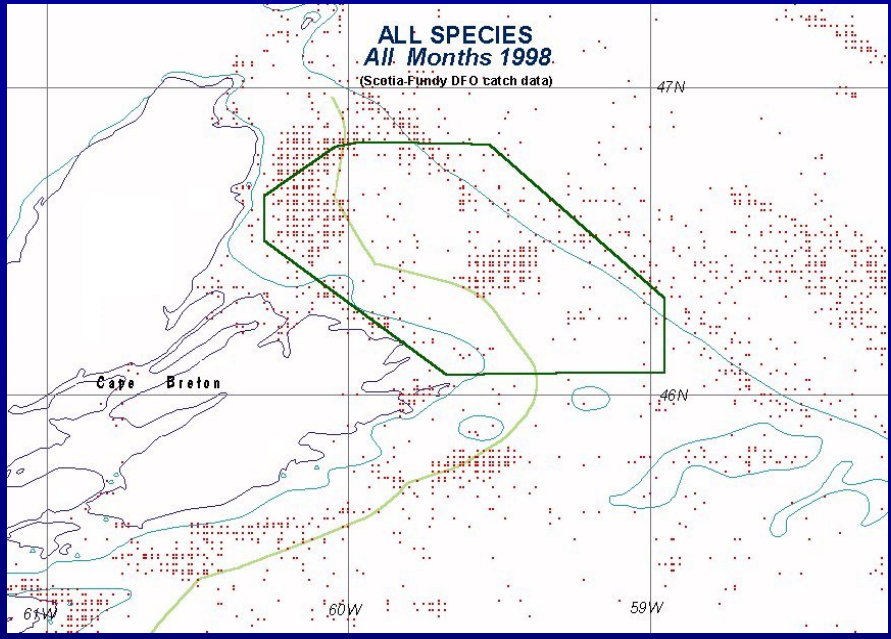 ALL SPECIES
All Months 1998
(Scotia-Fundy DFO catch data)
47N
Cape Breton
46N
61W
60W
59W